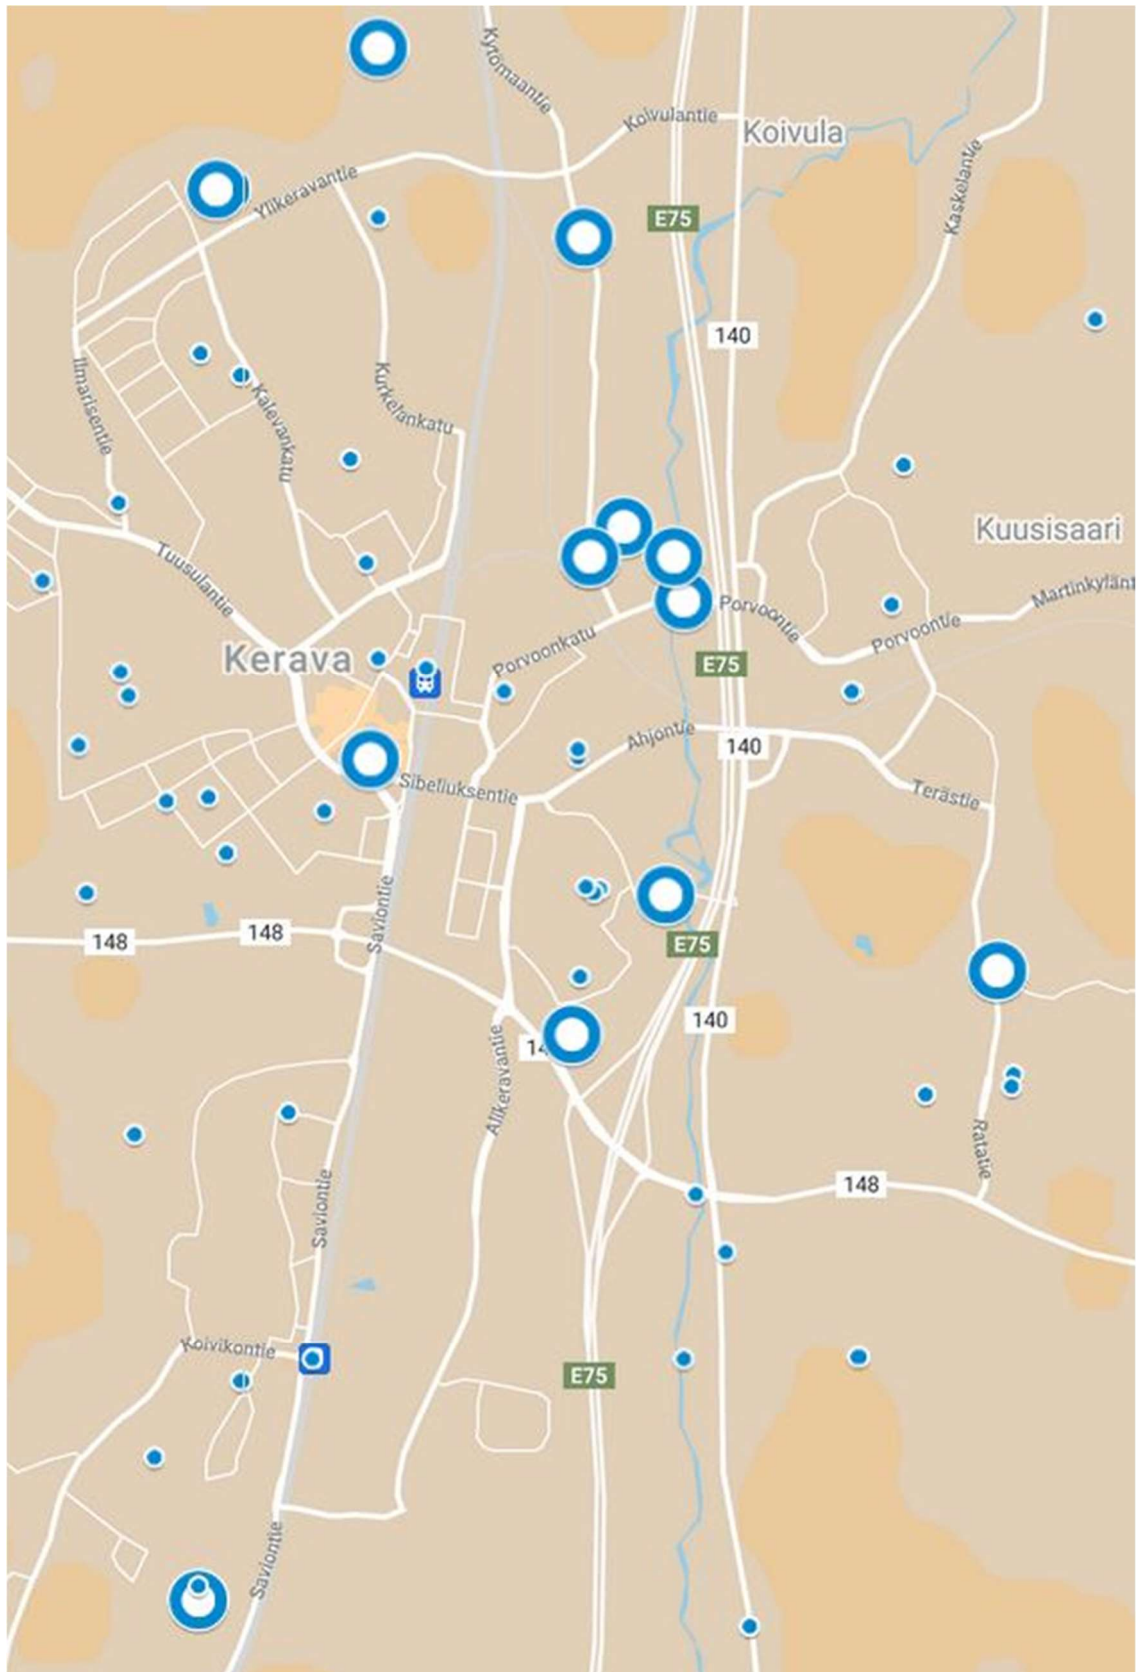 Kytömaantie
Koivulantie
Koivula
Ylikeravantie
Kaskelantie
E75
140
Ilmarisentie
Kalevankatu
Kurkelankatu
Kuusisaari
Tuusulantie
Martinkylänt
Porvoontie
Porvoontie
Porvoonkatu
Kerava
E75
Ahjontie
140
Sibeliuksentie
Terästie
Saviontie
148
148
E75
140
14
Alikeravantie
Ratatie
148
Saviontie
Koivikontie
E75
Saviontie